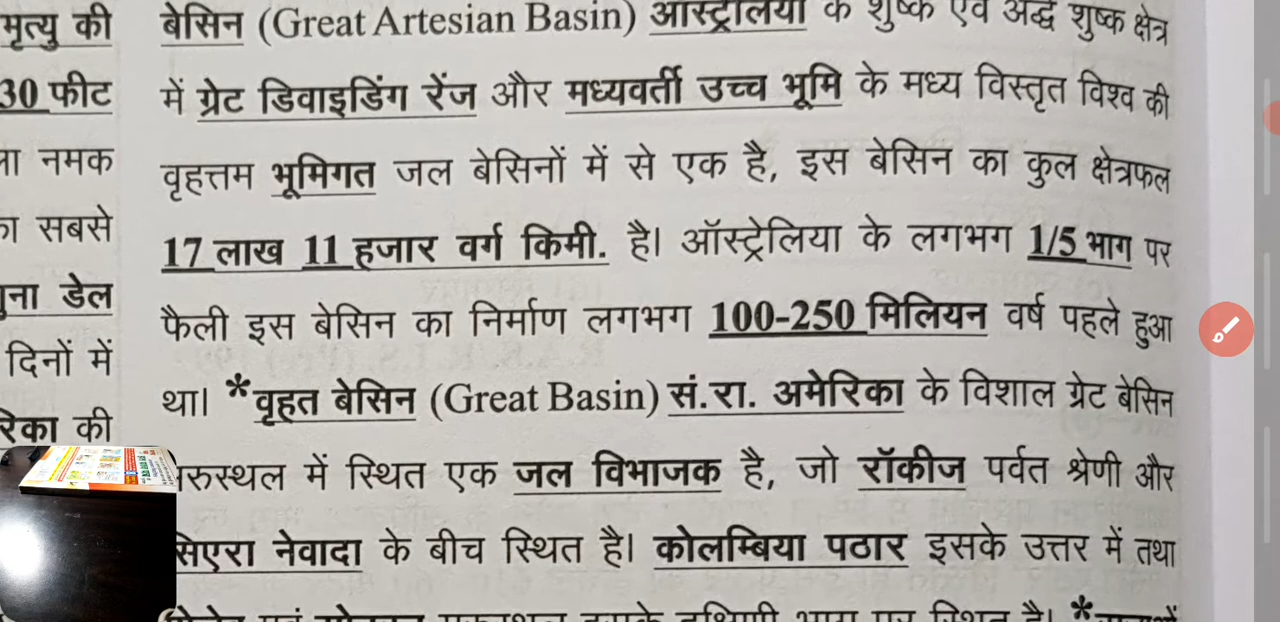 मृत्यु की
30 फीट
नमक
सबसे
डेल
दिनों में
की
बेसिन (Great Artesian Basin) आस्ट्रेलिया के शुष्क एवं अर्द्ध शुष्क क्षेत्र
में ग्रेट डिवाइडिंग रेंज और मध्यवर्ती उच्च भूमि के मध्य विस्तृत विश्व की
वृहत्तम भूमिगत जल बेसिनों में से एक है, इस बेसिन का कुल क्षेत्रफल
17 लाख 11 हजार वर्ग किमी. है। ऑस्ट्रेलिया के लगभग 1/5 भाग पर
फैली इस बेसिन का निर्माण लगभग 100-250 मिलियन वर्ष पहले हुआ
था। *वृहत बेसिन (Great Basin) सं.रा. अमेरिका के विशाल ग्रेट बेसिन
मरुस्थल में स्थित एक जल विभाजक है, जो रॉकीज पर्वत श्रेणी और
सिएरा नेवादा के बीच स्थित है। कोलम्बिया पठार इसके उत्तर में तथा